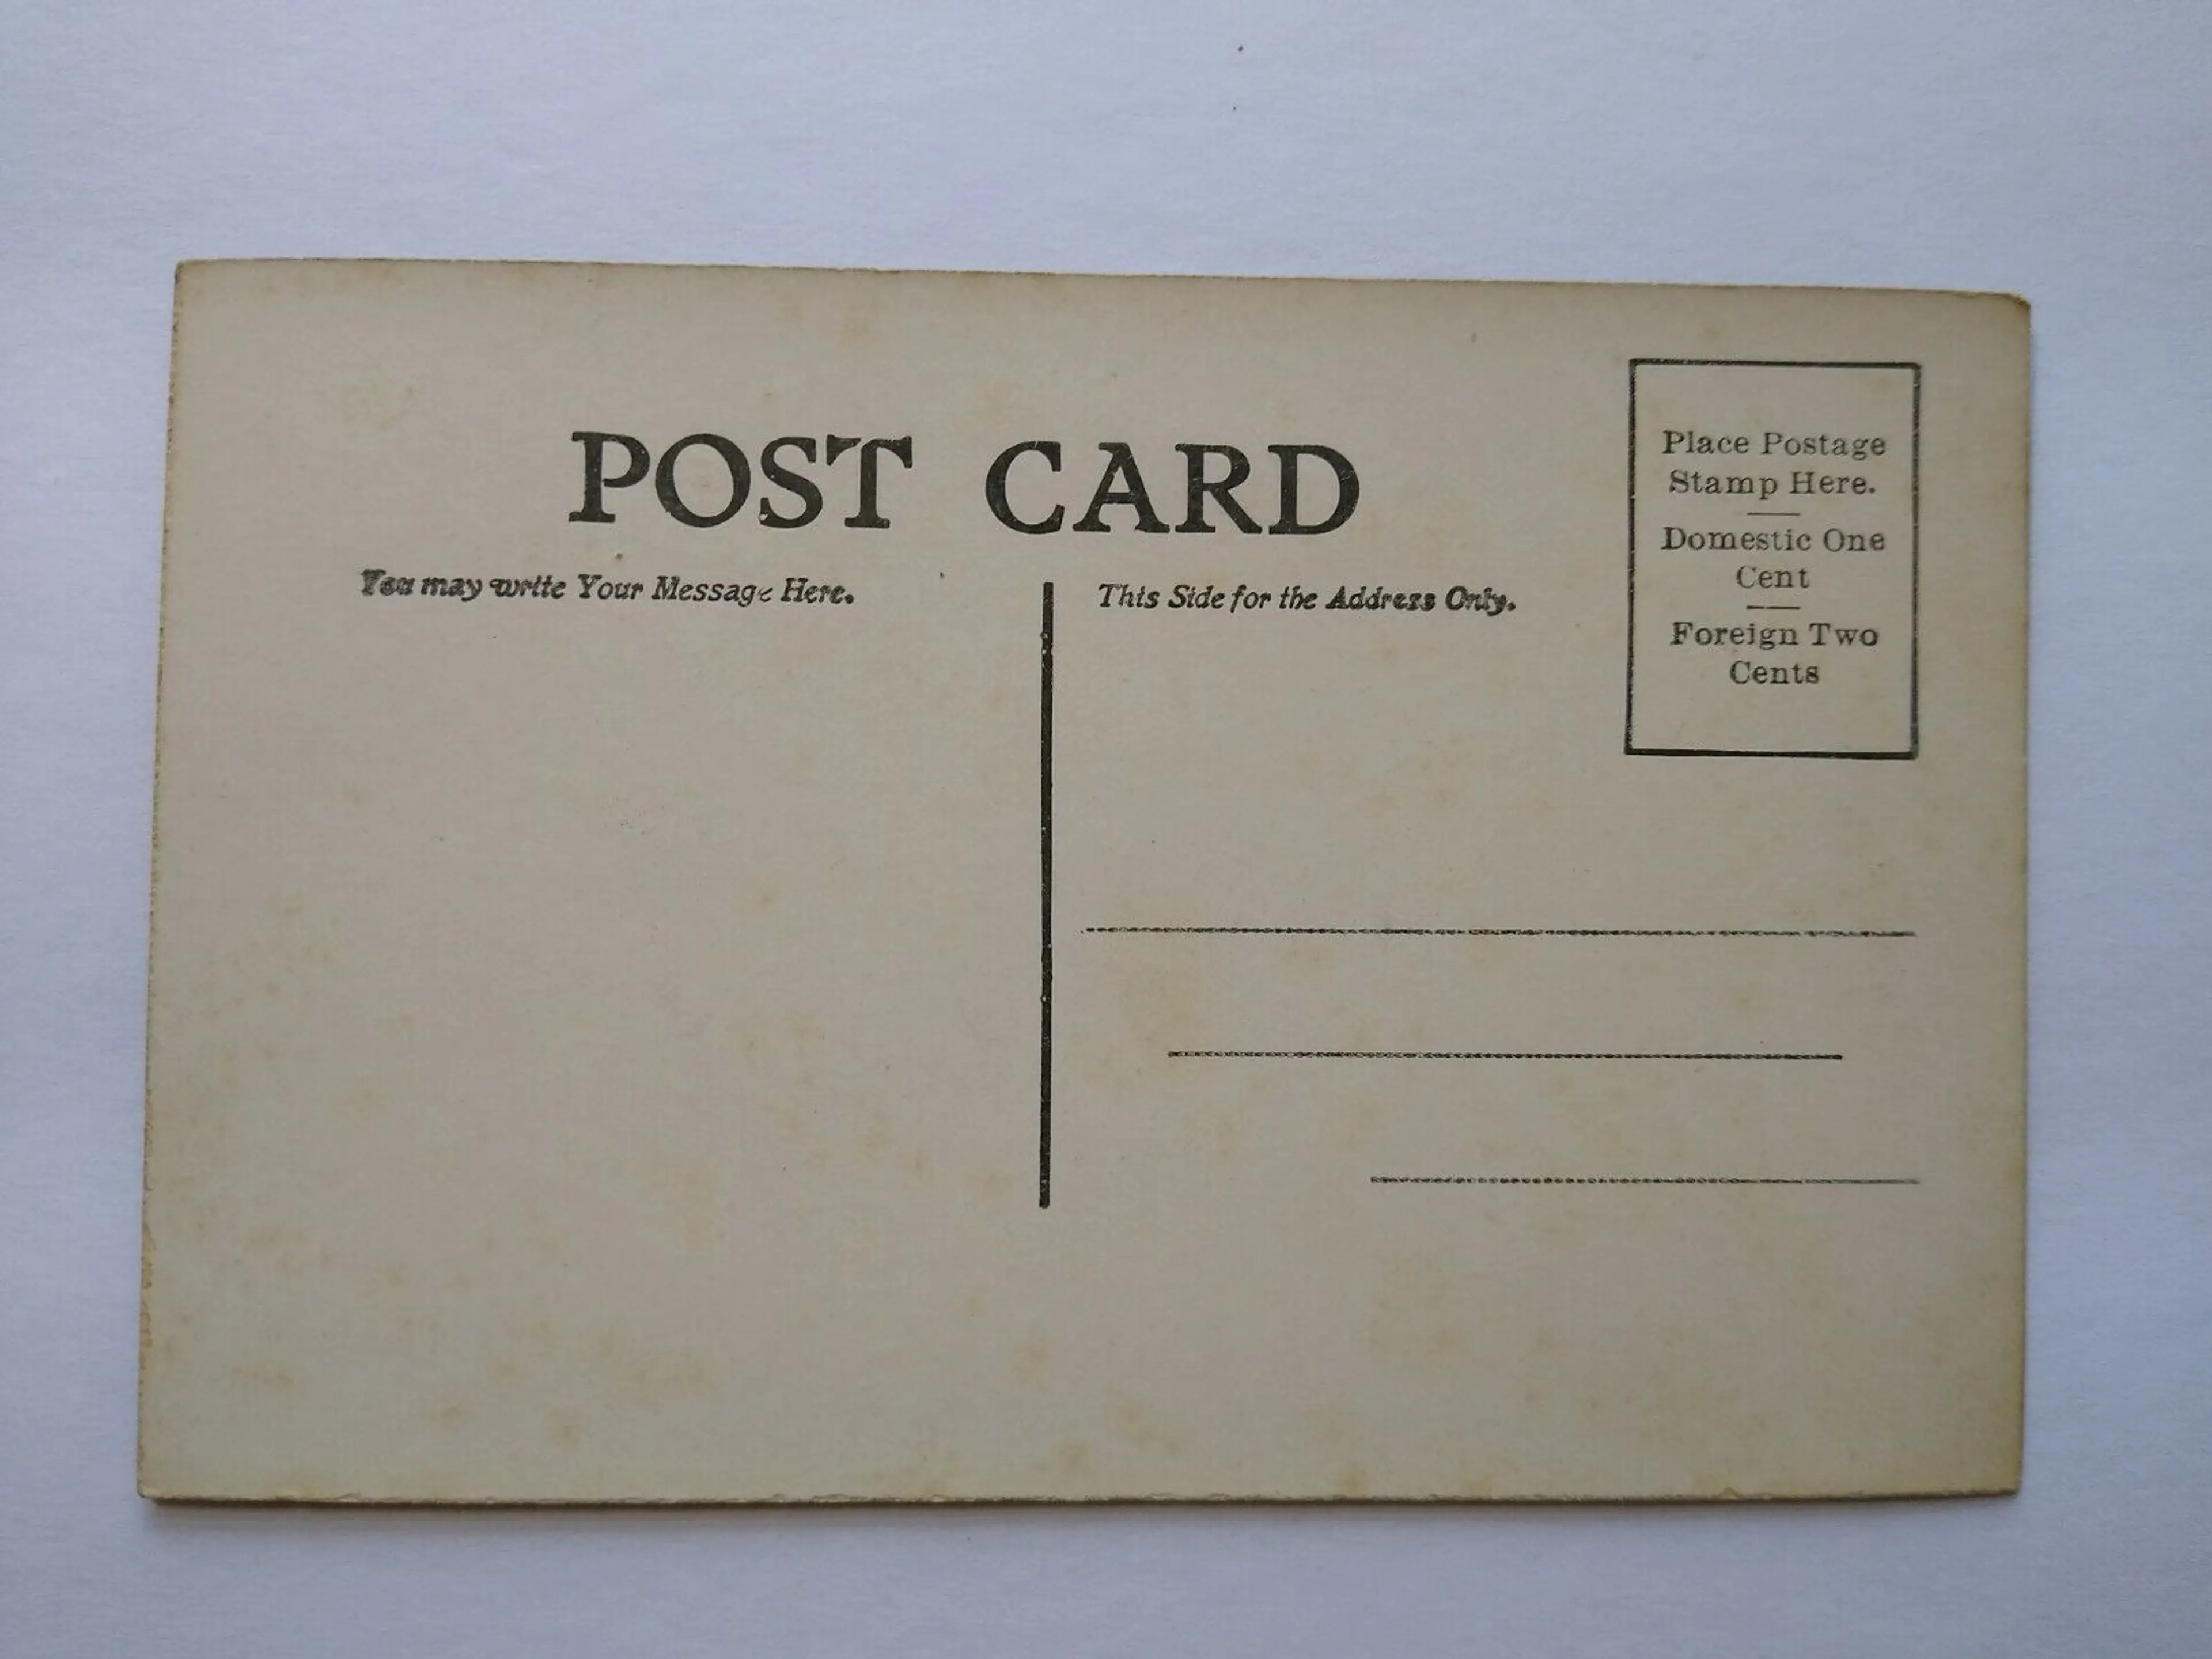 POST CARD
You may write Your Message Here.
This Side for the Address Only.
Place Postage
Stamp Here.
Domestic One
Cent
Foreign Two
Cents